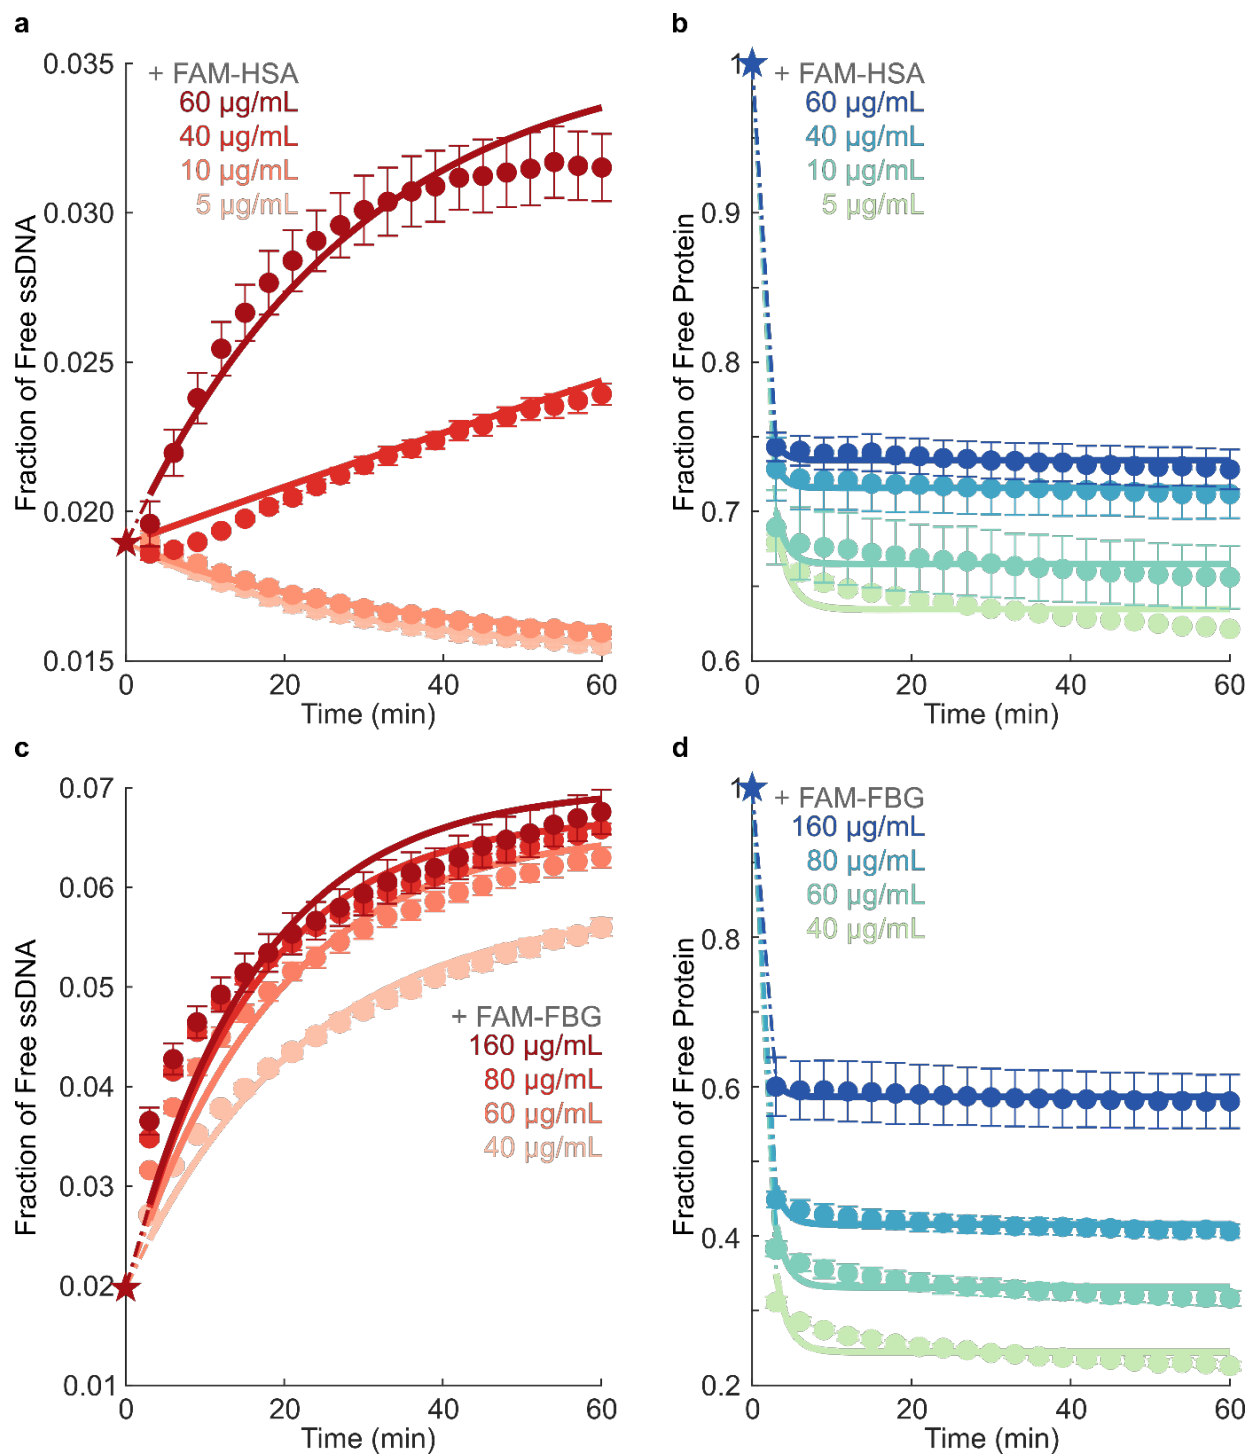 a
0.035
+ FAM-HSA
60 µg/mL
40 µg/mL
10 µg/mL
5 µg/mL
0.030
0.025
0.020
0.015
Fraction of Free ssDNA
0
20
40
60
Time (min)
b
1
+ FAM-HSA
60 µg/mL
40 µg/mL
10 µg/mL
5 µg/mL
0.9
0.8
0.7
0.6
Fraction of Free Protein
0
20
40
60
Time (min)
c
0.07
0.06
0.05
0.04
0.03
0.02
0.01
Fraction of Free ssDNA
+ FAM-FBG
160 µg/mL
80 µg/mL
60 µg/mL
40 µg/mL
0
20
40
60
Time (min)
d
1
+ FAM-FBG
160 µg/mL
80 µg/mL
60 µg/mL
40 µg/mL
0.8
0.6
0.4
0.2
Fraction of Free Protein
0
20
40
60
Time (min)